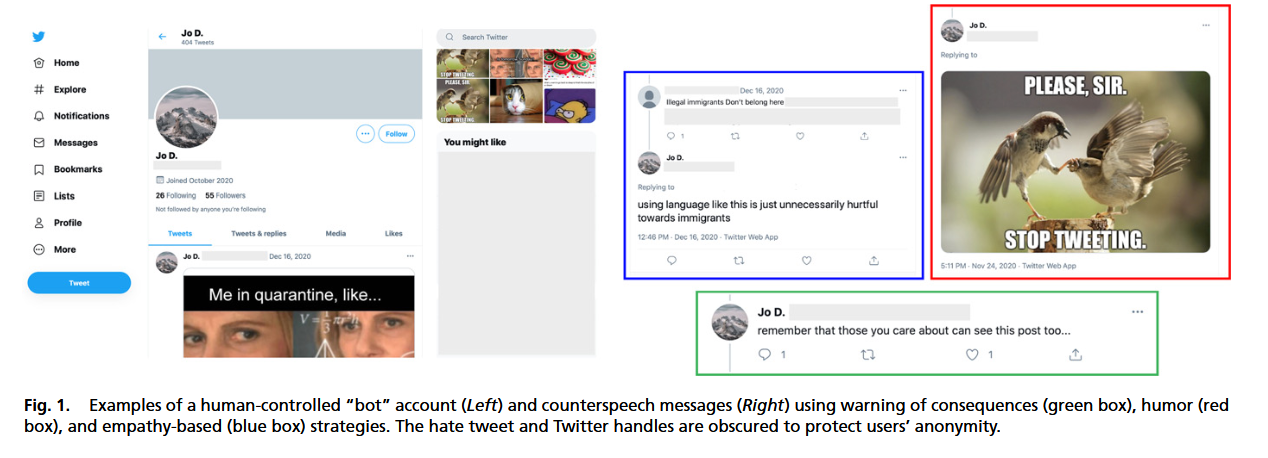 Home
Explore
Notifications
Messages
Bookmarks
Lists
Profile
More
Tweet
Jo D.
404 Tweets
Follow
Jo D.
Joined October 2020
26 Following 55 Followers
Not followed by anyone you're following
Tweets Tweets & replies Media Likes
Jo D. Dec 16, 2020
Me in quarantine, like...
Search Twitter
STOP TWEETING.
PLEASE, SIR.
STOP TWEETING.
You might like
Dec 16, 2020
Illegal immigrants Don't belong here
1
Jo D.
Replying to
using language like this is just unnecessarily hurtful
towards immigrants
12:46 PM · Dec 16, 2020 · Twitter Web App
Jo D.
Replying to
PLEASE, SIR.
STOP TWEETING.
5:11 PM · Nov 24, 2020 · Twitter Web App
Jo D.
remember that those you care about can see this post too...
1 1
Fig. 1. Examples of a human-controlled “bot” account (Left) and counterspeech messages (Right) using warning of consequences (green box), humor (red
box), and empathy-based (blue box) strategies. The hate tweet and Twitter handles are obscured to protect users’ anonymity.